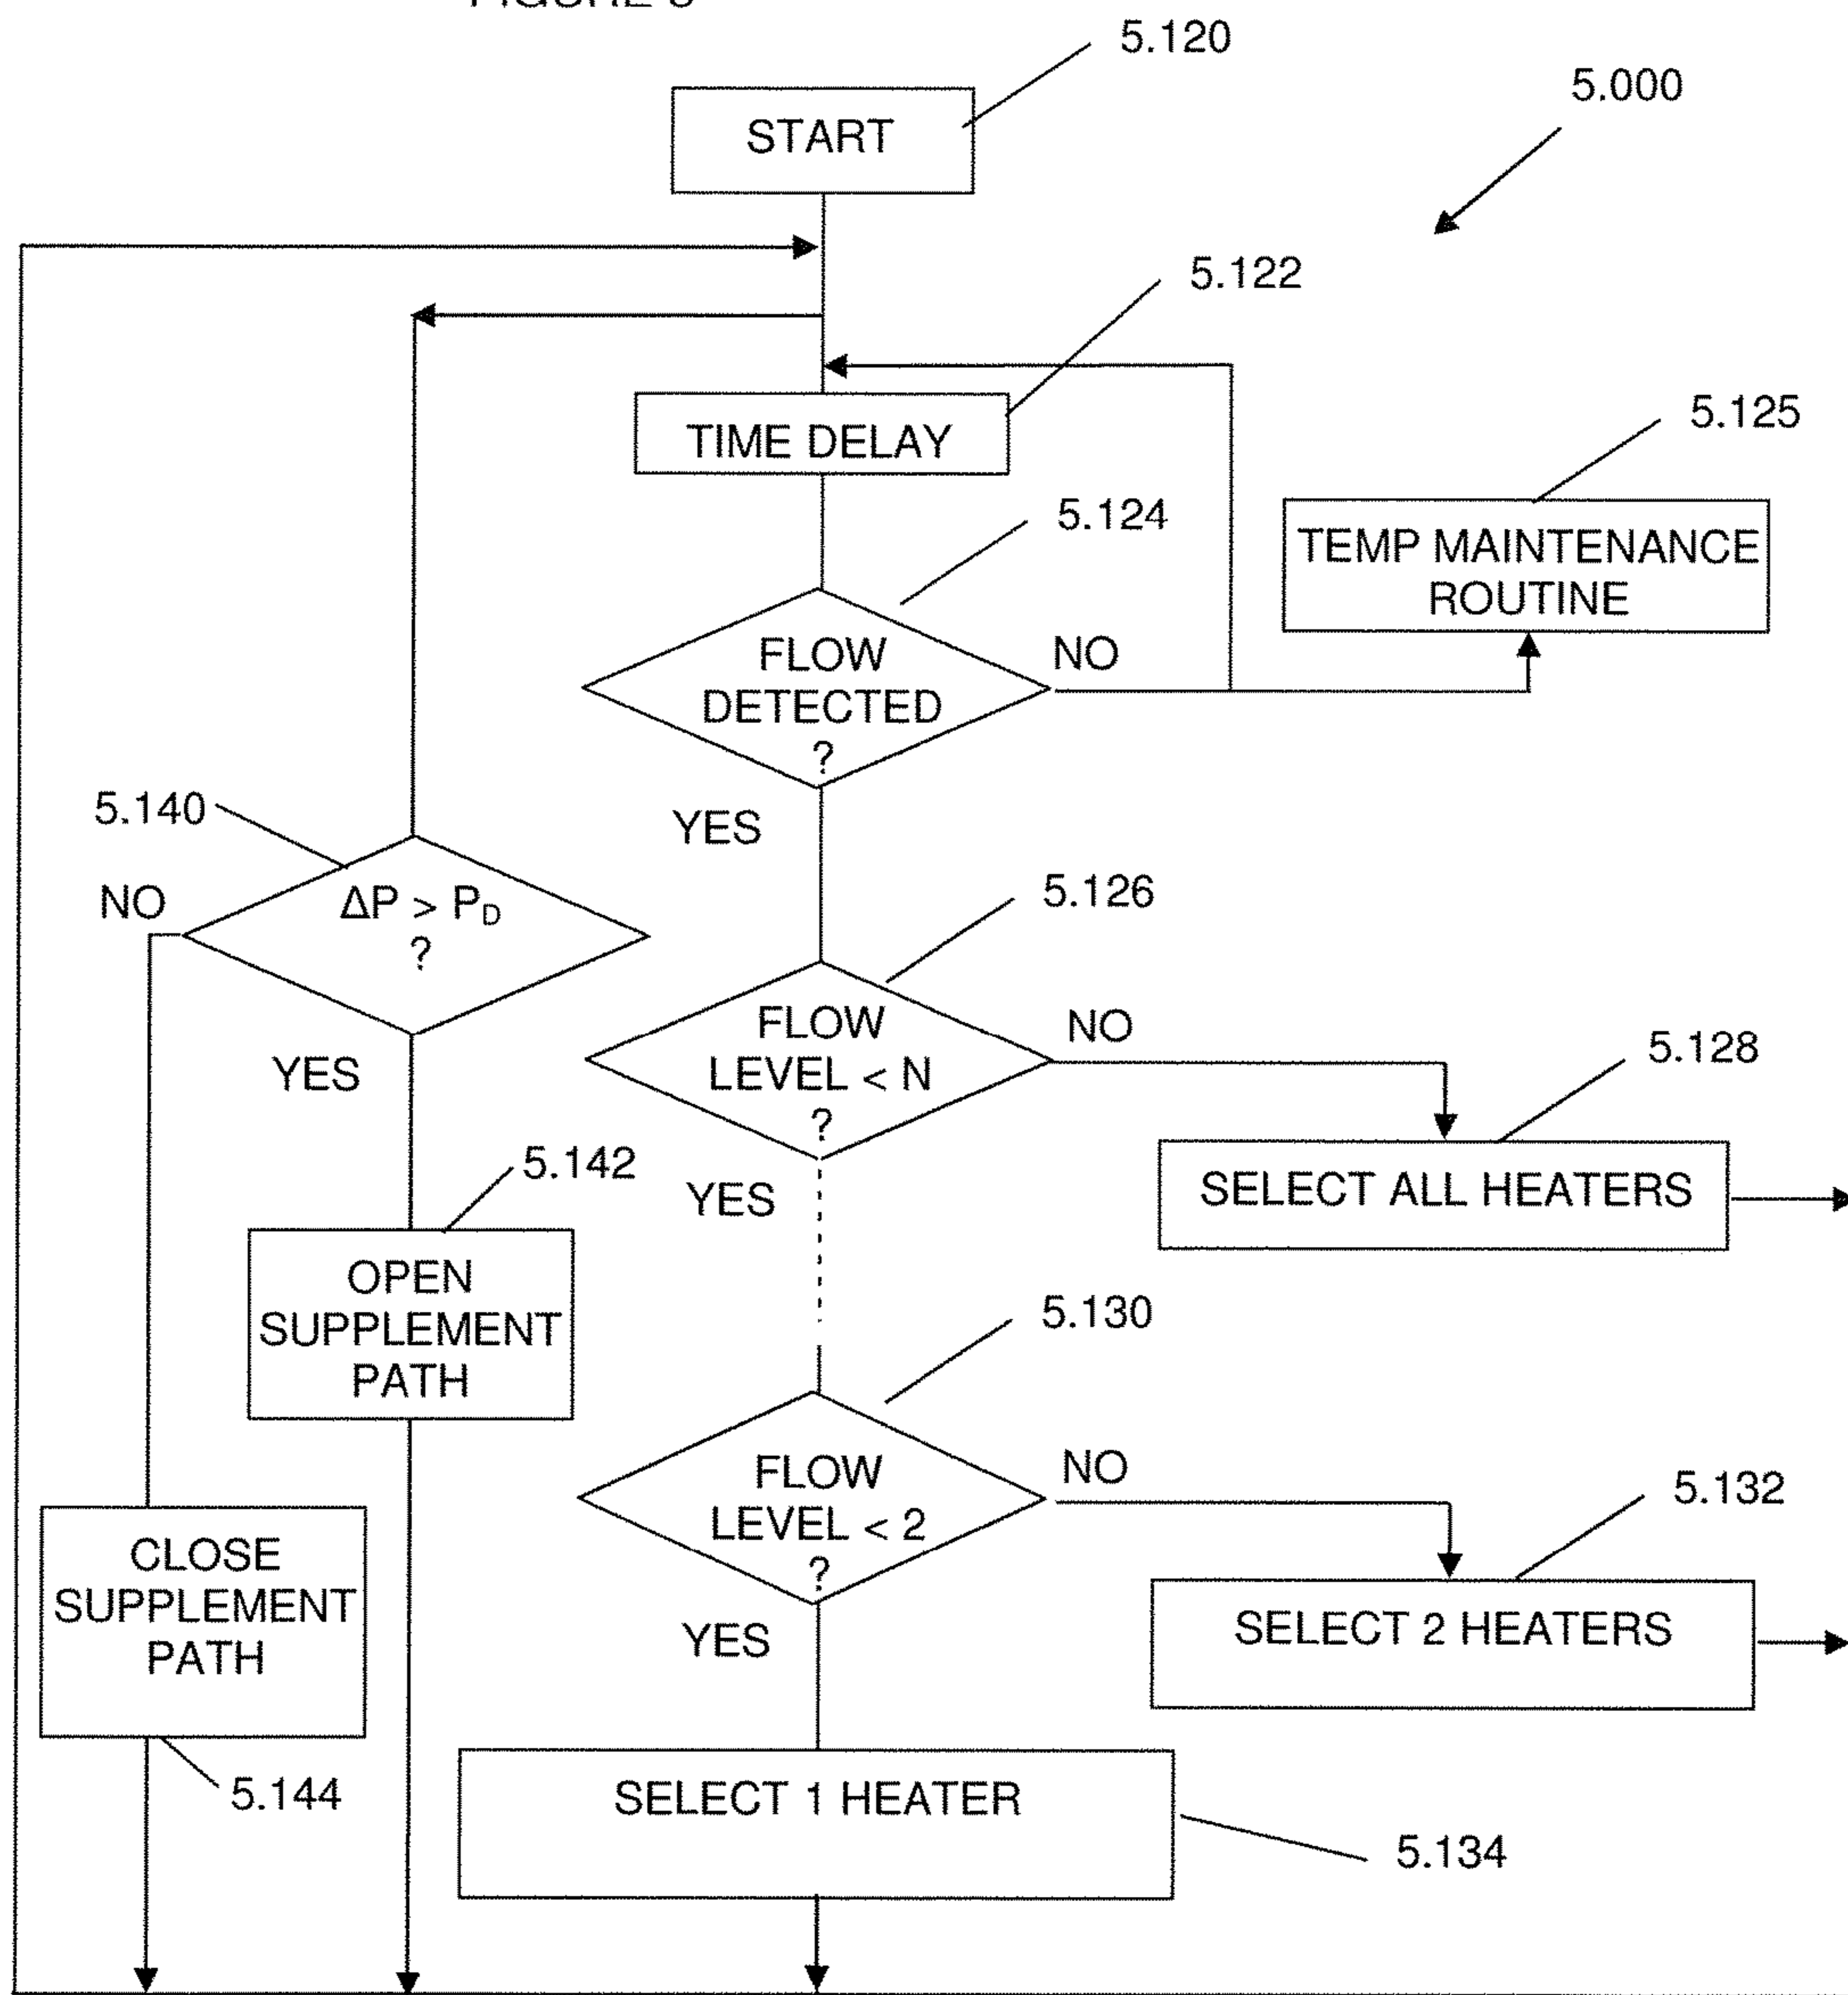 FIGURE 5
5.120
5.000
START
5.122
TIME DELAY
5.125
5.124
TEMP MAINTENANCE
ROUTINE
FLOW
DETECTED
?
NO
YES
5.140
NO
ΔP > P_D
?
YES
5.126
FLOW
LEVEL < N
?
NO
YES
5.128
SELECT ALL HEATERS
5.142
OPEN
SUPPLEMENT
PATH
5.130
FLOW
LEVEL < 2
?
NO
YES
5.132
SELECT 2 HEATERS
CLOSE
SUPPLEMENT
PATH
5.144
SELECT 1 HEATER
5.134